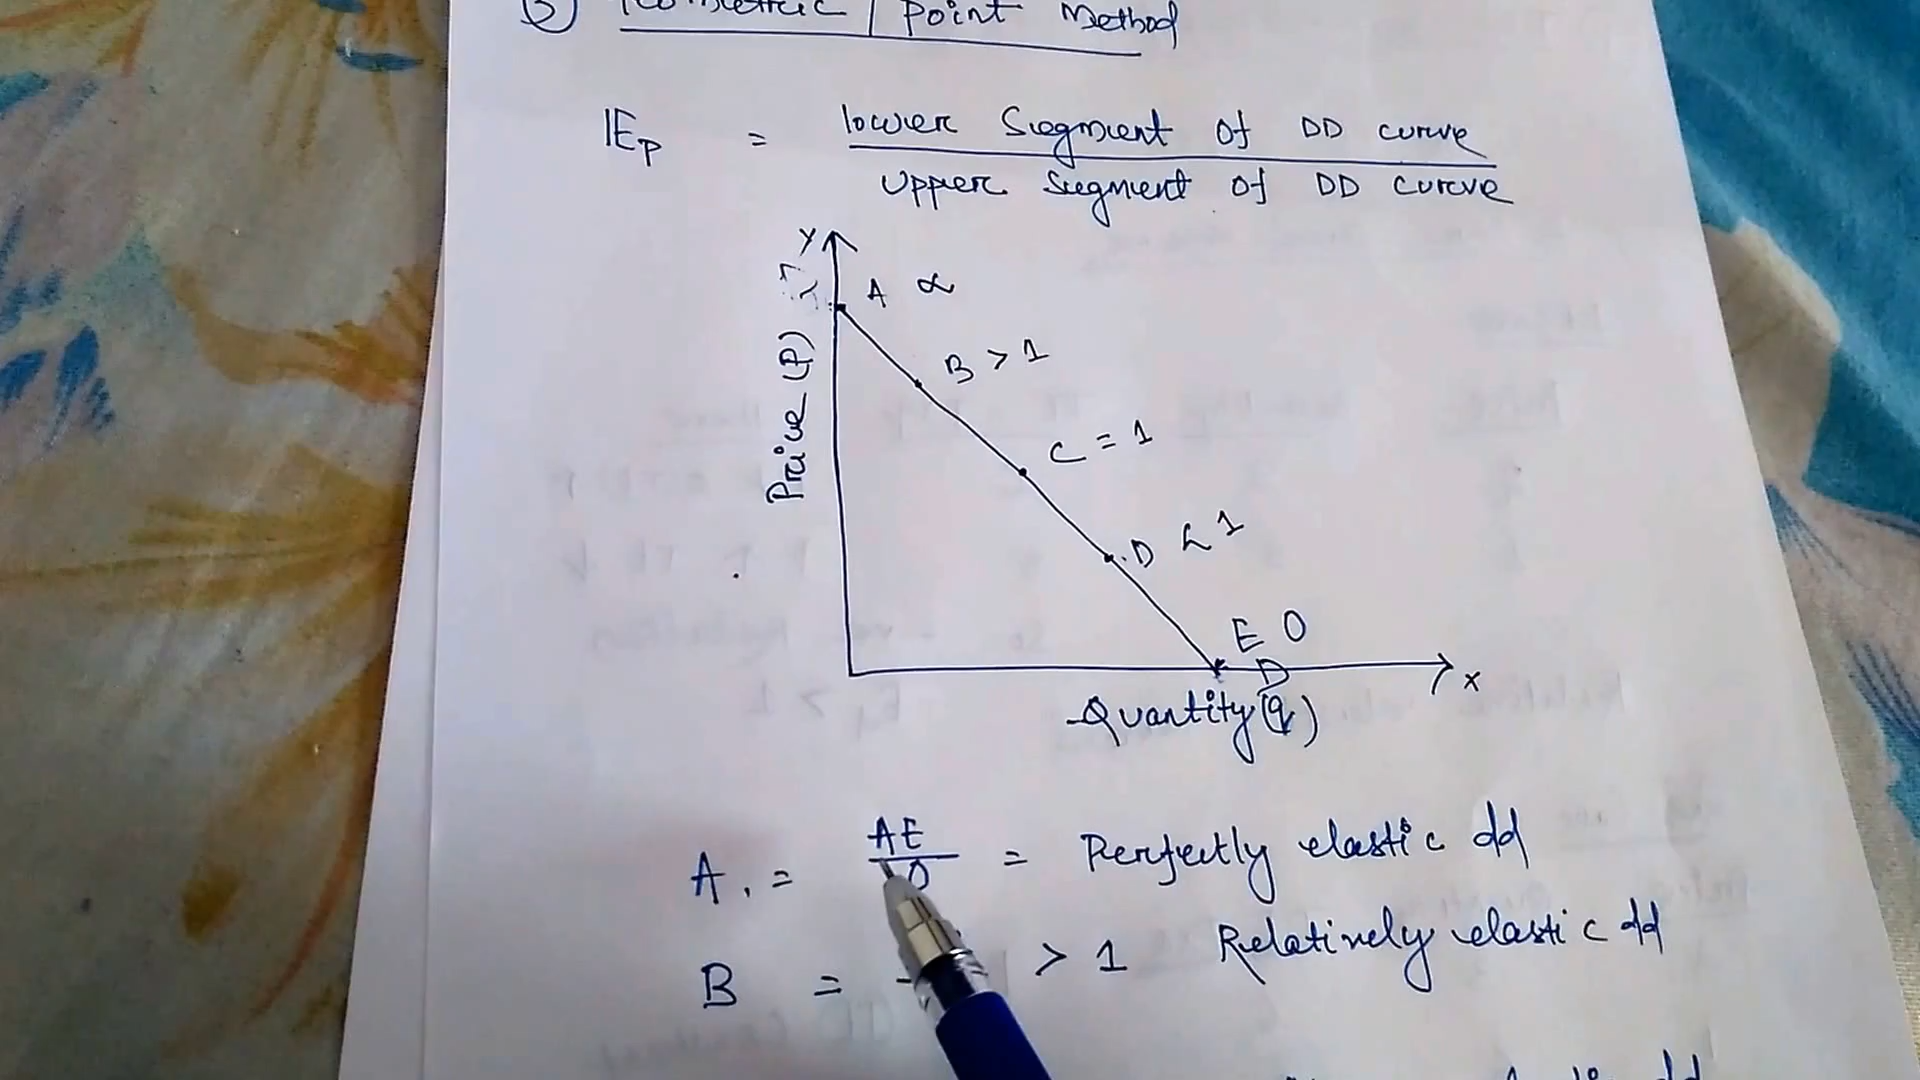 Point Method
Ep = lower Segment of DD curve
Upper Segment of DD curve
Y
A ∝
Price (P)
B > 1
C = 1
D < 1
E 0
D
x
Quantity (q)
A = AE
0 = Perfectly elastic dd
B = > 1 Relatively elastic dd
dd